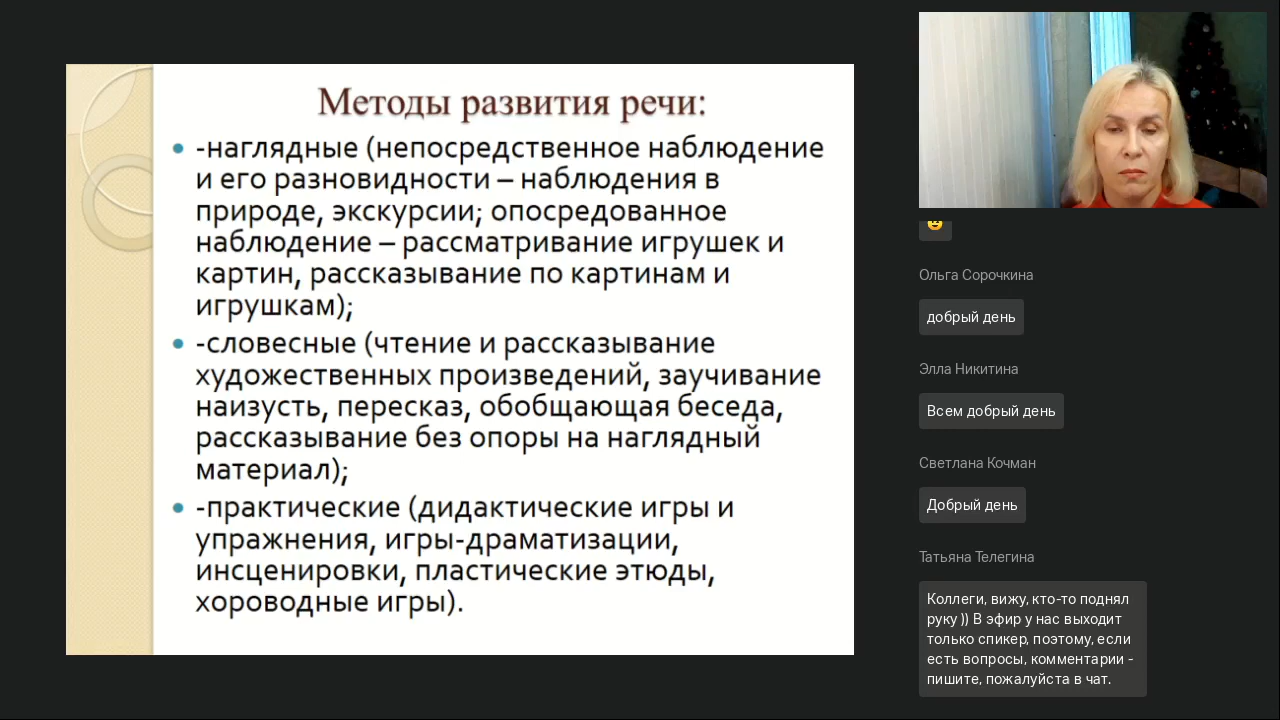 Методы развития речи:
-наглядные (непосредственное наблюдение
и его разновидности – наблюдения в
природе, экскурсии; опосредованное
наблюдение – рассматривание игрушек и
картин, рассказывание по картинам и
игрушкам);
-словесные (чтение и рассказывание
художественных произведений, заучивание
наизусть, пересказ, обобщающая беседа,
рассказывание без опоры на наглядный
материал);
-практические (дидактические игры и
упражнения, игры-драматизации,
инсценировки, пластические этюды,
хороводные игры).
Ольга Сорочкина
добрый день
Элла Никитина
Всем добрый день
Светлана Кочман
Добрый день
Татьяна Телегина
Коллеги, вижу, кто-то поднял
руку )) В эфир у нас выходит
только спикер, поэтому, если
есть вопросы, комментарии -
пишите, пожалуйста в чат.